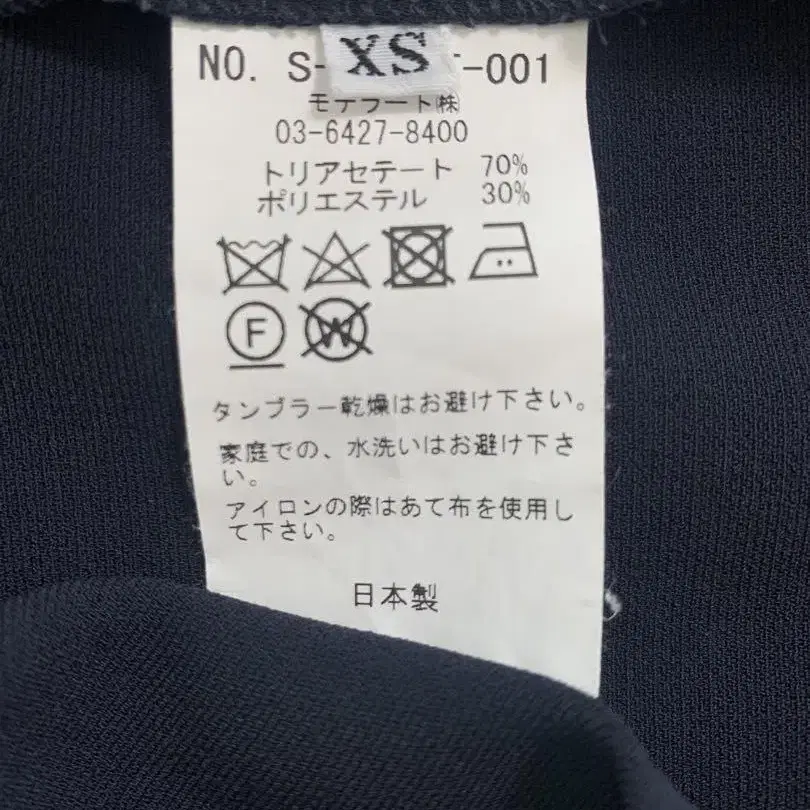 XS
NO. S- -001
モデラート㈱
03-6427-8400
トリアセテート 70%
ポリエステル 30%
F
W
タンブラー乾燥はお避け下さい。
家庭での、水洗いはお避け下さ
い。
アイロンの際はあて布を使用し
て下さい。
日本製